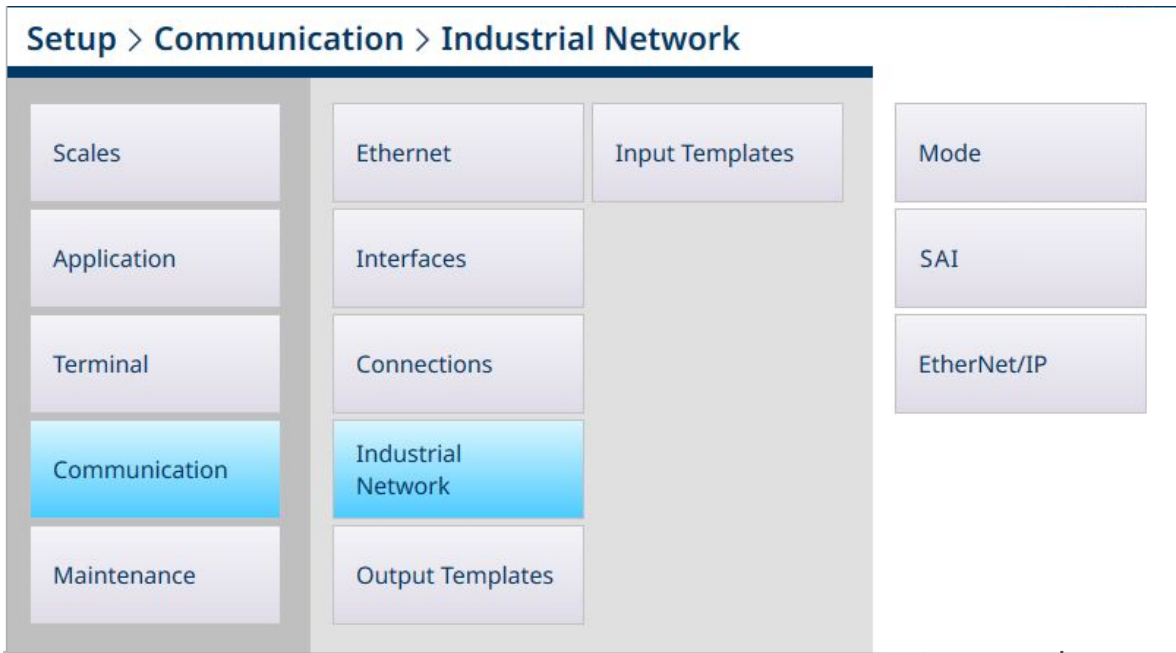 Setup > Communication > Industrial Network
Scales
Application
Terminal
Communication
Maintenance
Ethernet
Interfaces
Connections
Industrial
Network
Output Templates
Input Templates
Mode
SAI
EtherNet/IP